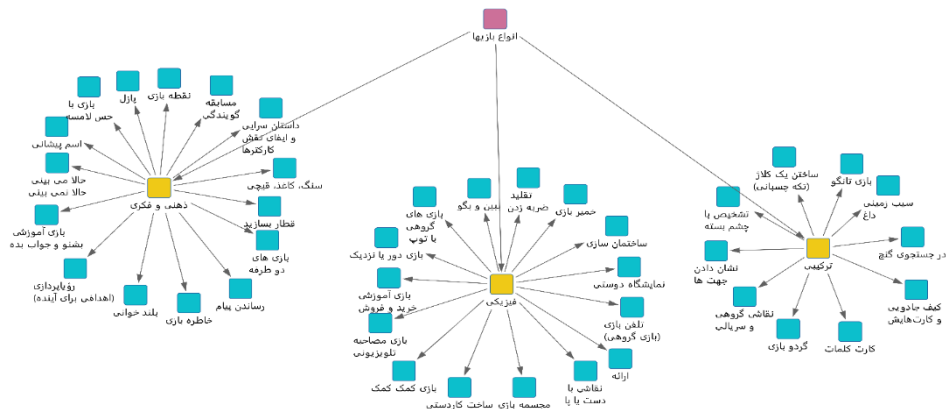 انواع بازیها
ذهنی و فکری
داستان سرایی
و ایفای نقش
کارکترها
مسابقه
گویندگی
نقطه بازی
پازل
بازی با
حس لامسه
اسم پیشانی
حالا می بینی
حالا نمی بینی
بازی آموزشی
بشنو و جواب بده
رؤیاپردازی
(اهدافی برای آینده)
بلند خوانی
خاطره بازی
رساندن پیام
بازی های
دو طرفه
قطار بسازید
سنگ، کاغذ، قیچی
فیزیکی
حمیر بازی
تقلید
ضربه زدن
ببین و بگو
بازی های
گروهی
با توپ
بازی دور یا نزدیک
بازی آموزشی
خرید و فروش
بازی مصاحبه
تلویزیونی
بازی کمک کمک
ساخت کاردستی
مجسمه بازی
نقاشی با
دست یا پا
ارائه
تلفن بازی
(بازی گروهی)
نمایشگاه دوستی
ساختمان سازی
ترکیبی
بازی تانگو
ساختن یک کلاژ
(تکه چسبانی)
تشخیص با
چشم بسته
نشان دادن
جهت ها
نقاشی گروهی
و سریالی
گردو بازی
کارت کلمات
کیف جادویی
و کارت‌هایش
در جستجوی گنج
سیب زمینی
داغ